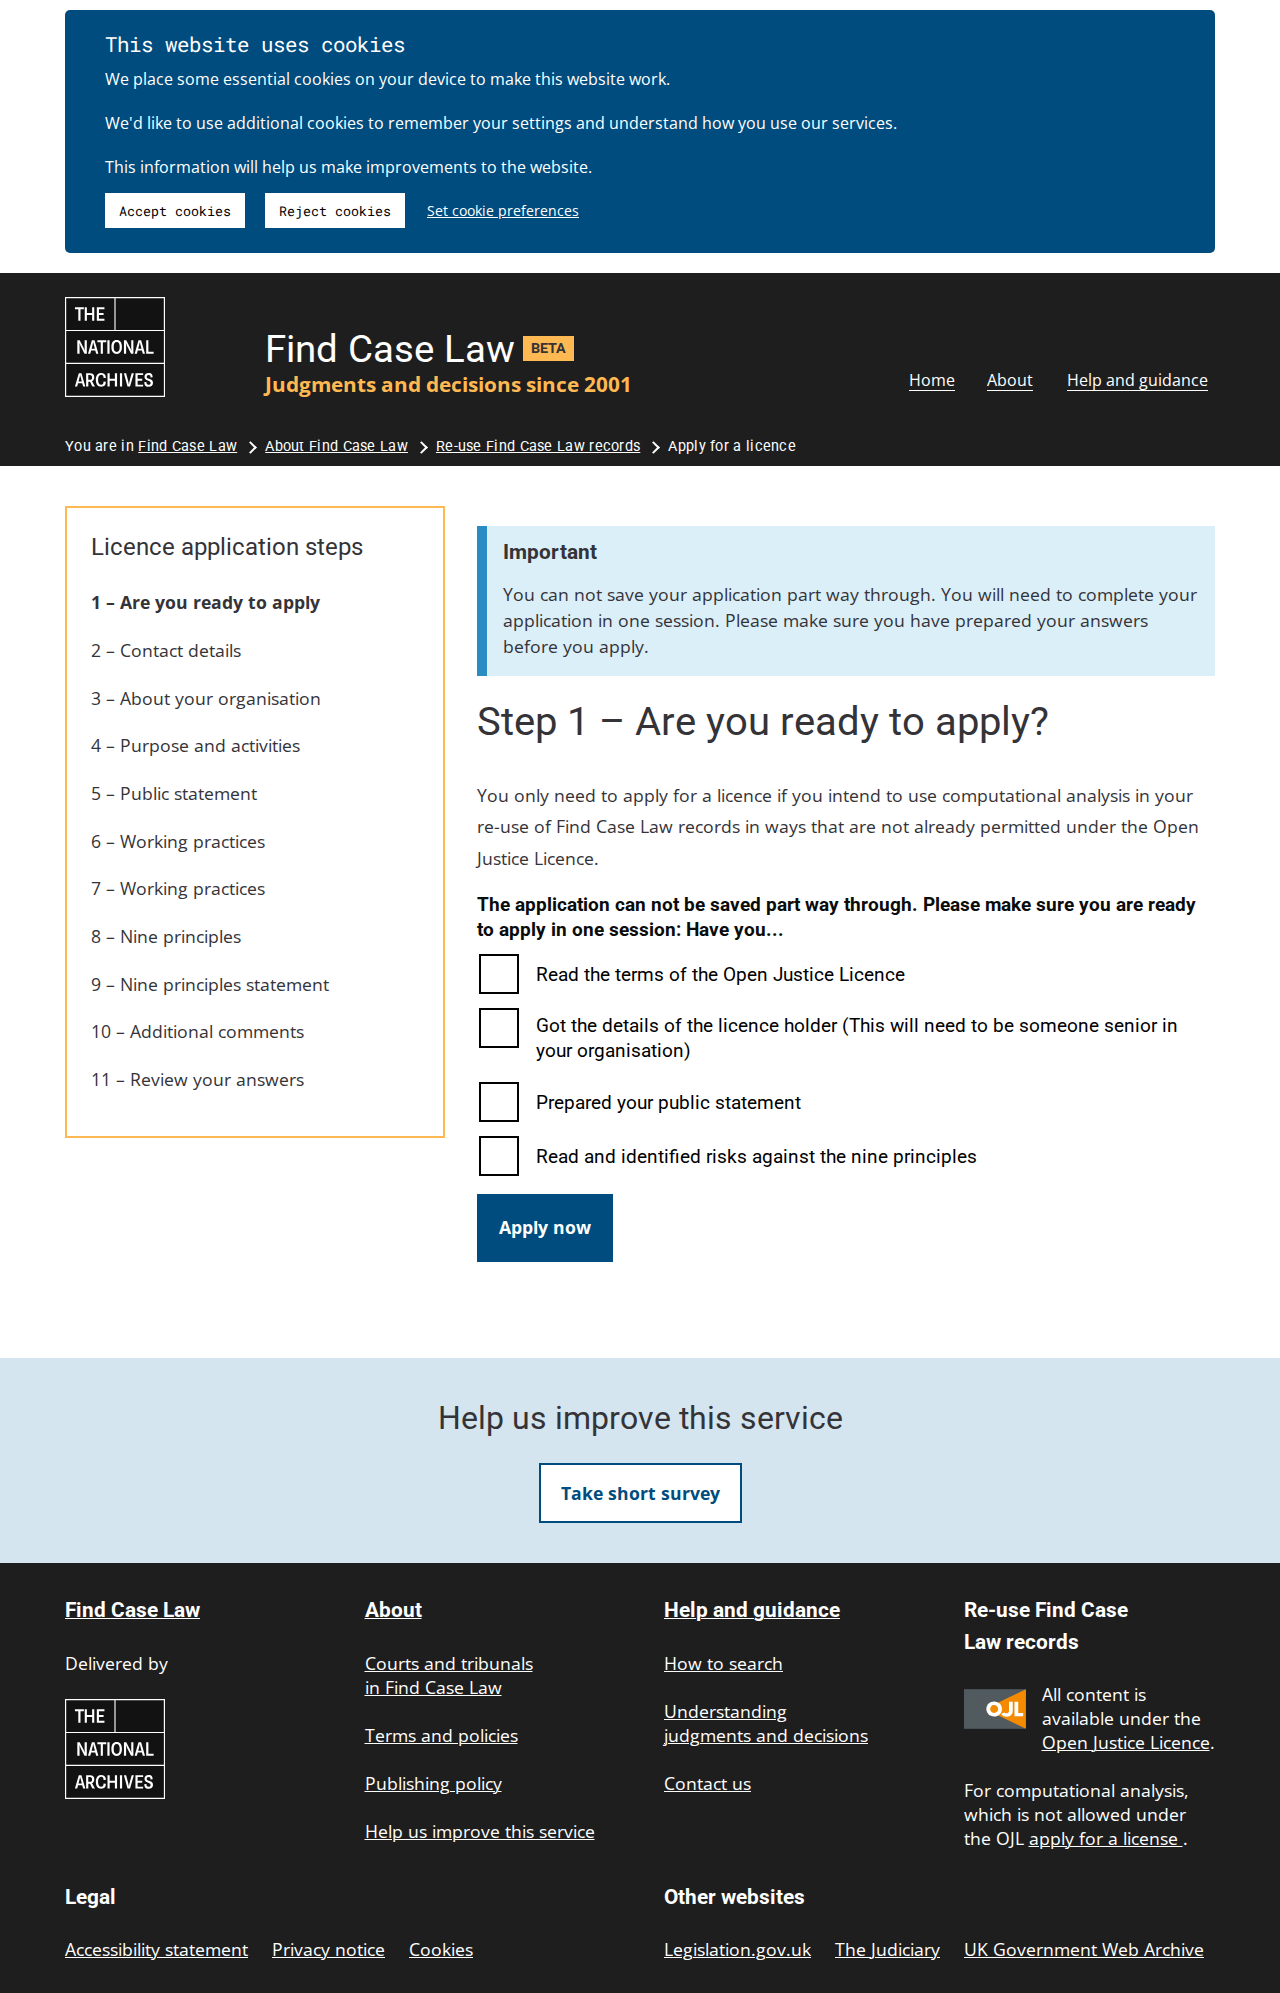 This website uses cookies
We place some essential cookies on your device to make this website work.
We'd like to use additional cookies to remember your settings and understand how you use our services.
This information will help us make improvements to the website.
Accept cookies Reject cookies Set cookie preferences
THE
NATIONAL
ARCHIVES
Find Case Law BETA
Judgments and decisions since 2001
Home About Help and guidance
You are in Find Case Law > About Find Case Law > Re-use Find Case Law records > Apply for a licence
Licence application steps
1 – Are you ready to apply
2 – Contact details
3 – About your organisation
4 – Purpose and activities
5 – Public statement
6 – Working practices
7 – Working practices
8 – Nine principles
9 – Nine principles statement
10 – Additional comments
11 – Review your answers
Important
You can not save your application part way through. You will need to complete your
application in one session. Please make sure you have prepared your answers
before you apply.
Step 1 – Are you ready to apply?
You only need to apply for a licence if you intend to use computational analysis in your
re-use of Find Case Law records in ways that are not already permitted under the Open
Justice Licence.
The application can not be saved part way through. Please make sure you are ready
to apply in one session: Have you...
Read the terms of the Open Justice Licence
Got the details of the licence holder (This will need to be someone senior in
your organisation)
Prepared your public statement
Read and identified risks against the nine principles
Apply now
Help us improve this service
Take short survey
Find Case Law
Delivered by
THE
NATIONAL
ARCHIVES
About
Courts and tribunals
in Find Case Law
Terms and policies
Publishing policy
Help us improve this service
Help and guidance
How to search
Understanding
judgments and decisions
Contact us
Re-use Find Case
Law records
OJL
All content is
available under the
Open Justice Licence.
For computational analysis,
which is not allowed under
the OJL apply for a license .
Legal
Accessibility statement Privacy notice Cookies
Other websites
Legislation.gov.uk The Judiciary UK Government Web Archive